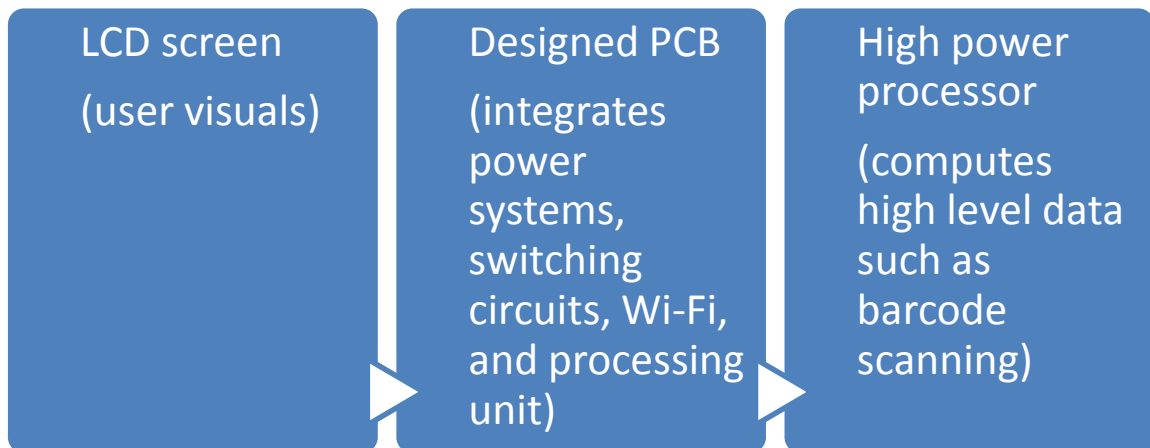 LCD screen
(user visuals)
Designed PCB
(integrates
power
systems,
switching
circuits, Wi-Fi,
and processing
unit)
High power
processor
(computes
high level data
such as
barcode
scanning)